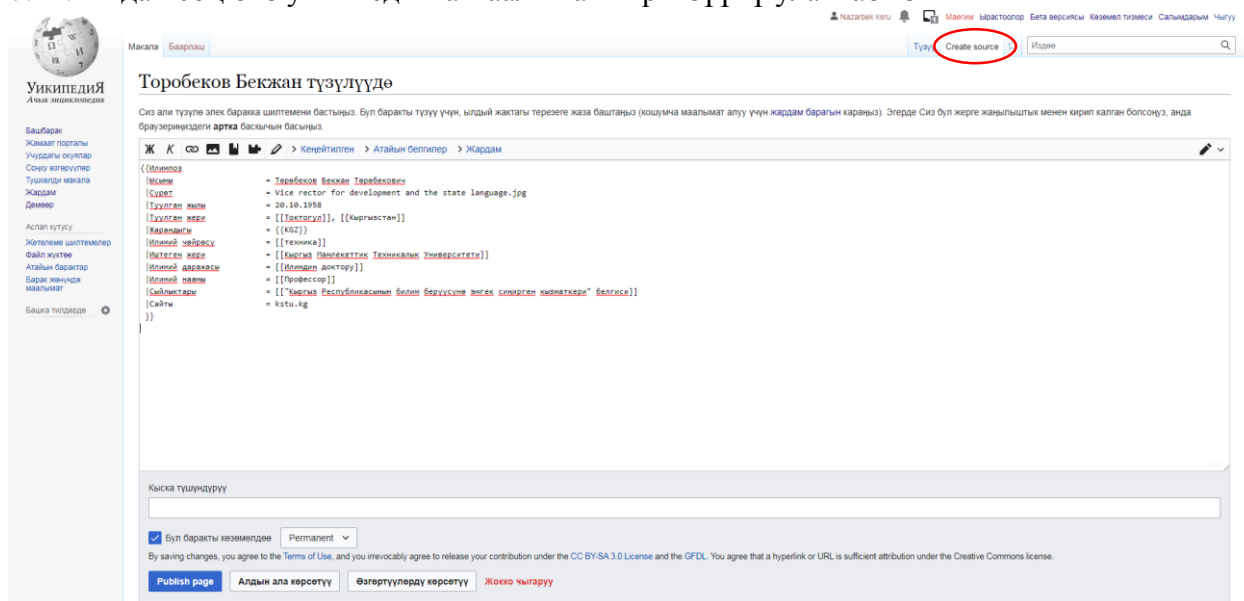 Nazarbek ksru Маегим Ырастоолор Бета версиясы Көзөмөл тизмеси Салымдарым Чыгуу
Макала Баарлаш Түзүү Create source Издөө
УикипедиЯ
Ачык энциклопедия
Торобеков Бекжан түзүлүүдө
Сиз али түзүлө элек баракка шилтемени бастыңыз. Бул баракты түзүү үчүн, ылдый жактагы терезеге жаза баштаңыз (кошумча маалымат алуу үчүн жардам барагын караңыз). Эгерде Сиз бул жерге жаңылыштык менен кирип калган болсоңуз, анда
браузериңиздеги артка баскычын басыңыз.
Башбарак
Жамаат порталы
Учурдагы окуялар
Соңку өзгөрүүлөр
Тушкелди макала
Жардам
Демөөр
Аспап кутусу
Жетелеме шилтемелер
Файл жүктөө
Атайын барактар
Барак жөнүндө
маалымат
Башка тилдерде
Ж К Кеңейтилген Атайын белгилер Жардам
{{Илимпоз
|Ысымы = Төрөбеков Бекжан Төрөбекович
|Сүрөт = Vice rector for development and the state language.jpg
|Туулган жылы = 20.10.1958
|Туулган жери = [[Токтогул]], [[Кыргызстан]]
|Жарандыгы = {{KGZ}}
|Илимий чөйрөсү = [[техника]]
|Иштеген жери = [[Кыргыз Мамлекеттик Техникалык Университети]]
|Илимий даражасы = [[Илимдин доктору]]
|Илимий наамы = [[Профессор]]
|Сыйлыктары = [["Кыргыз Республикасынын билим берүүсүнө эмгек сиңирген кызматкери" белгиси]]
|Сайты = kstu.kg
}}
Кыска түшүндүрүү
Бул баракты көзөмөлдөө Permanent
By saving changes, you agree to the Terms of Use, and you irrevocably agree to release your contribution under the CC BY-SA 3.0 License and the GFDL. You agree that a hyperlink or URL is sufficient attribution under the Creative Commons license.
Publish page Алдын ала көрсөтүү Өзгөртүүлөрдү көрсөтүү Жокко чыгаруу